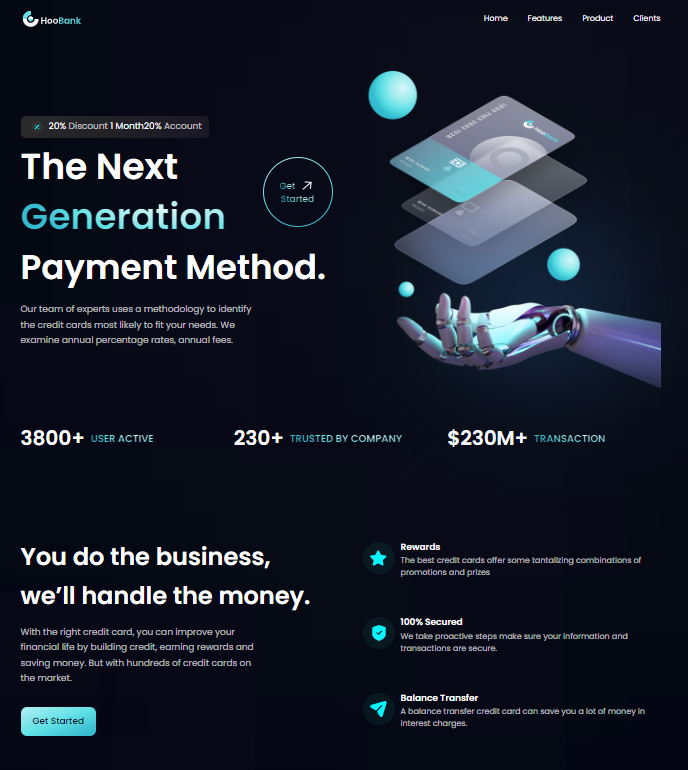 HooBank
Home Features Product Clients
20% Discount 1 Month20% Account
The Next
Generation
Payment Method.
Get
Started
HooBank
Our team of experts uses a methodology to identify
the credit cards most likely to fit your needs. We
examine annual percentage rates, annual fees.
3800+ USER ACTIVE
230+ TRUSTED BY COMPANY
$230M+ TRANSACTION
You do the business,
we’ll handle the money.
With the right credit card, you can improve your
financial life by building credit, earning rewards and
saving money. But with hundreds of credit cards on
the market.
Get Started
Rewards
The best credit cards offer some tantalizing combinations of
promotions and prizes
100% Secured
We take proactive steps make sure your information and
transactions are secure.
Balance Transfer
A balance transfer credit card can save you a lot of money in
interest charges.